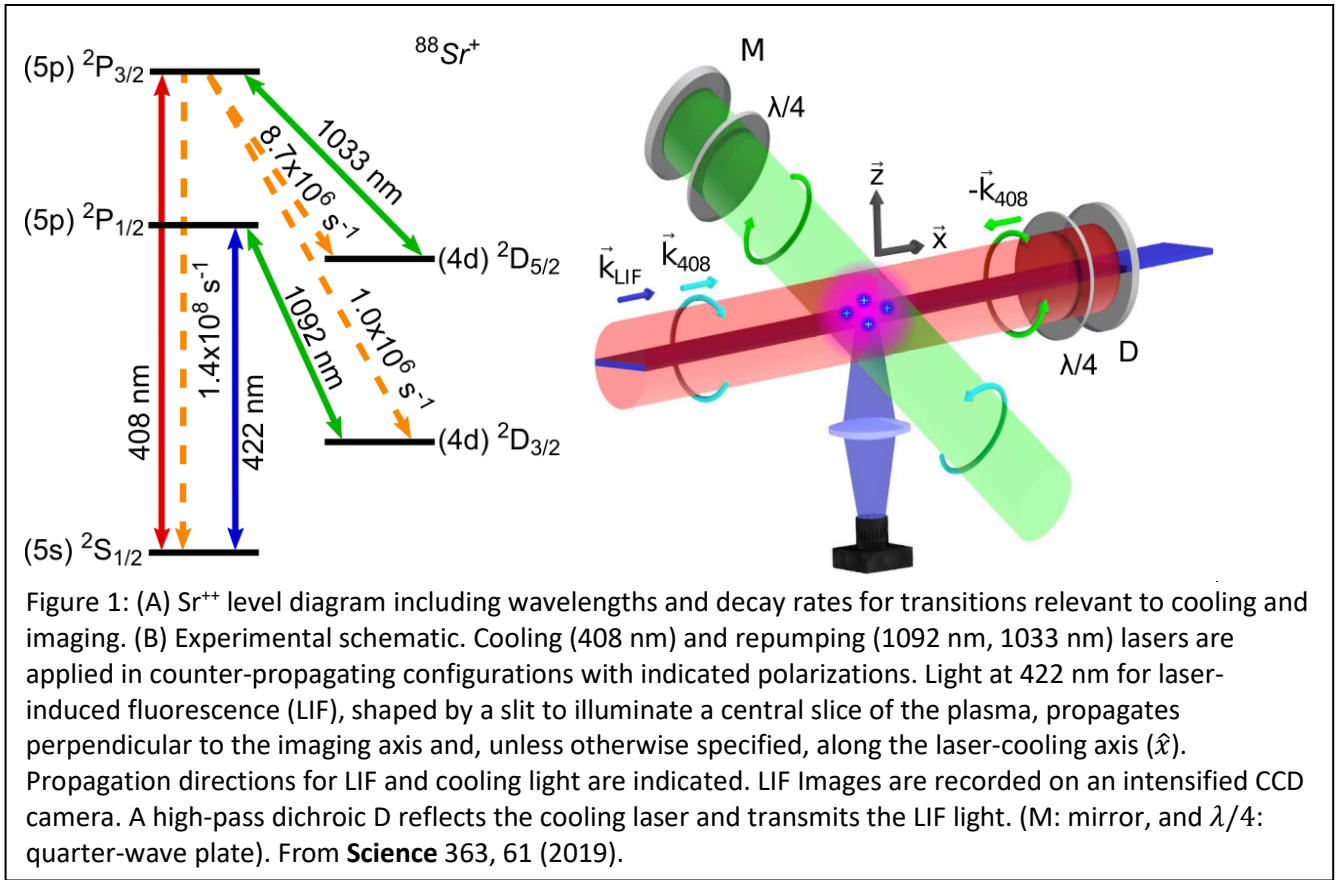 ⁸⁸Sr⁺
(5p) ²P₃/₂
(5p) ²P₁/₂
(5s) ²S₁/₂
(4d) ²D₅/₂
(4d) ²D₃/₂
408 nm
1.4x10⁸ s⁻¹
422 nm
8.7x10⁶ s⁻¹
1.0x10⁶ s⁻¹
1033 nm
1092 nm
M
λ/4
z⃗
x⃗
-k⃗₄₀₈
k⃗_LIF
k⃗₄₀₈
λ/4
D
Figure 1: (A) Sr⁺⁺ level diagram including wavelengths and decay rates for transitions relevant to cooling and
imaging. (B) Experimental schematic. Cooling (408 nm) and repumping (1092 nm, 1033 nm) lasers are
applied in counter-propagating configurations with indicated polarizations. Light at 422 nm for laser-
induced fluorescence (LIF), shaped by a slit to illuminate a central slice of the plasma, propagates
perpendicular to the imaging axis and, unless otherwise specified, along the laser-cooling axis (x̂).
Propagation directions for LIF and cooling light are indicated. LIF Images are recorded on an intensified CCD
camera. A high-pass dichroic D reflects the cooling laser and transmits the LIF light. (M: mirror, and λ/4:
quarter-wave plate). From Science 363, 61 (2019).